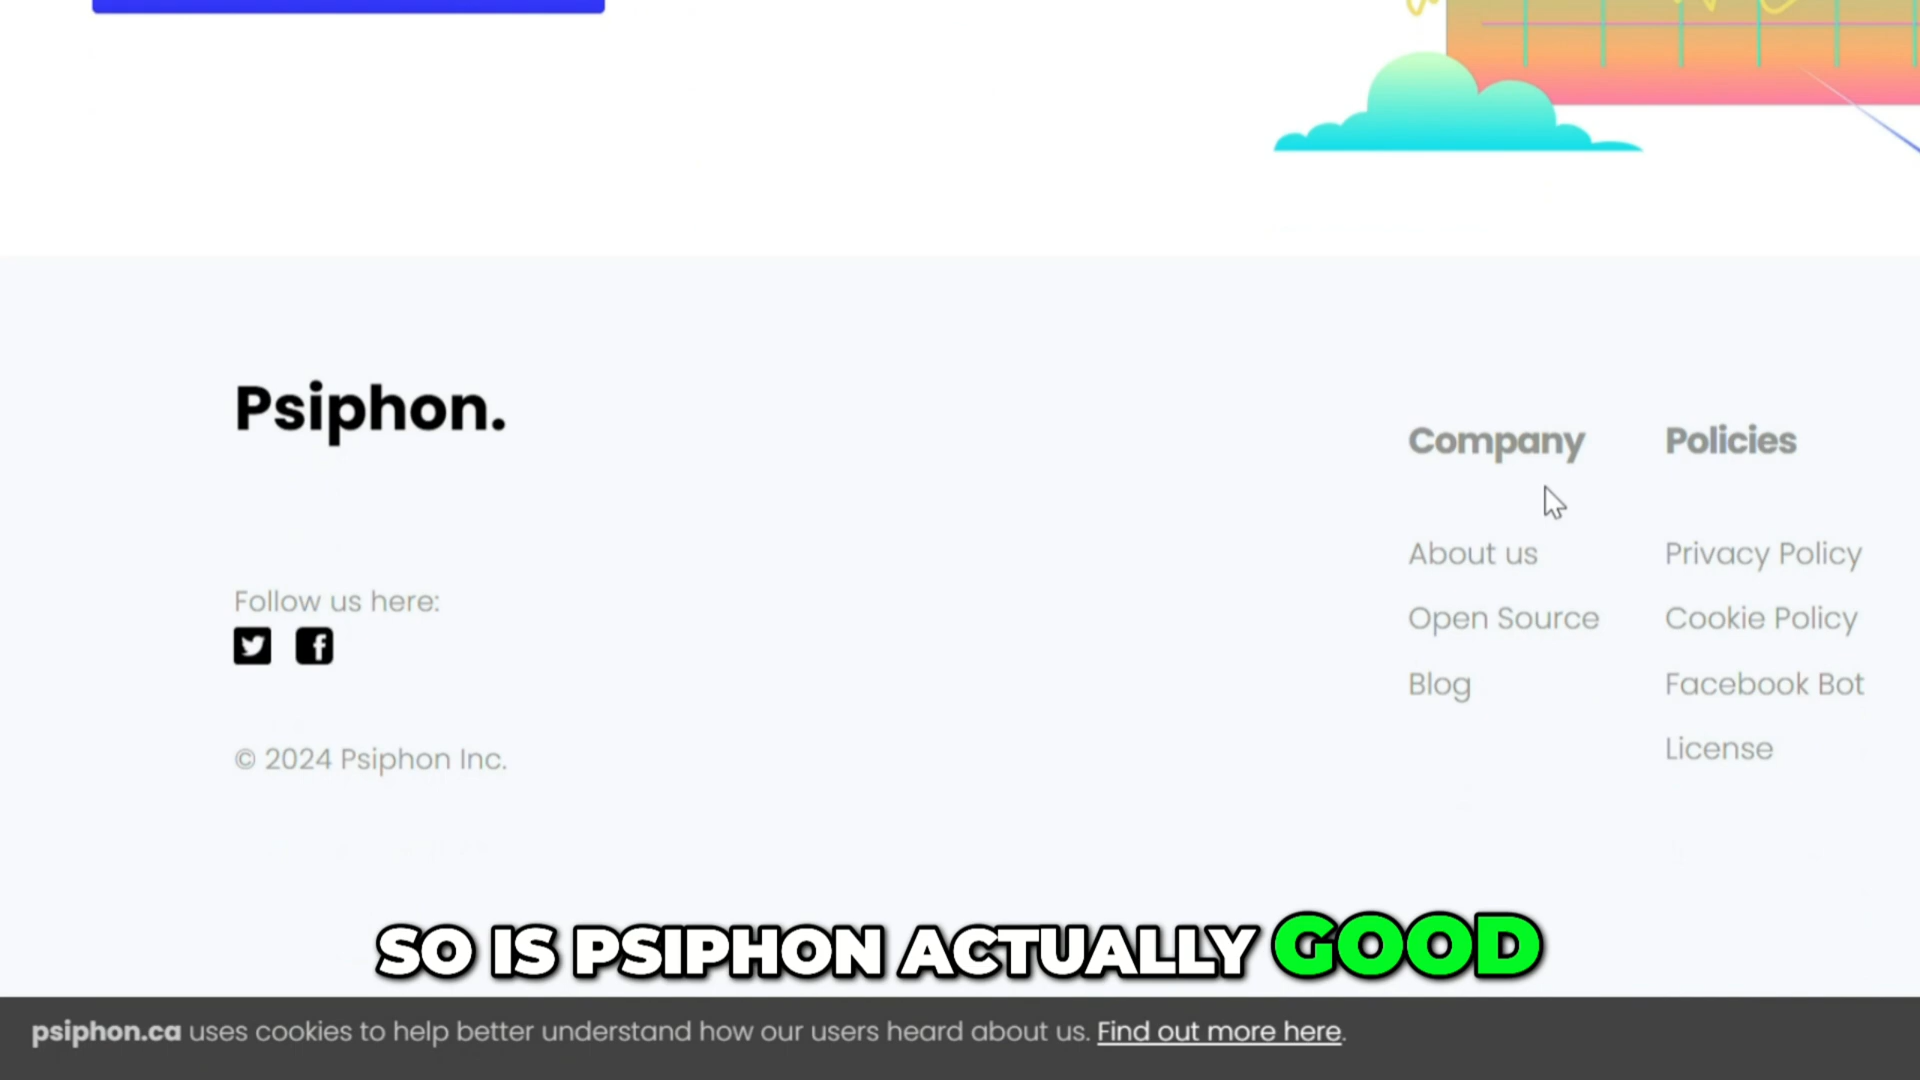 Psiphon.
Follow us here:
© 2024 Psiphon Inc.
Company
About us
Open Source
Blog
Policies
Privacy Policy
Cookie Policy
Facebook Bot
License
SO IS PSIPHON ACTUALLY GOOD
psiphon.ca uses cookies to help better understand how our users heard about us. Find out more here.